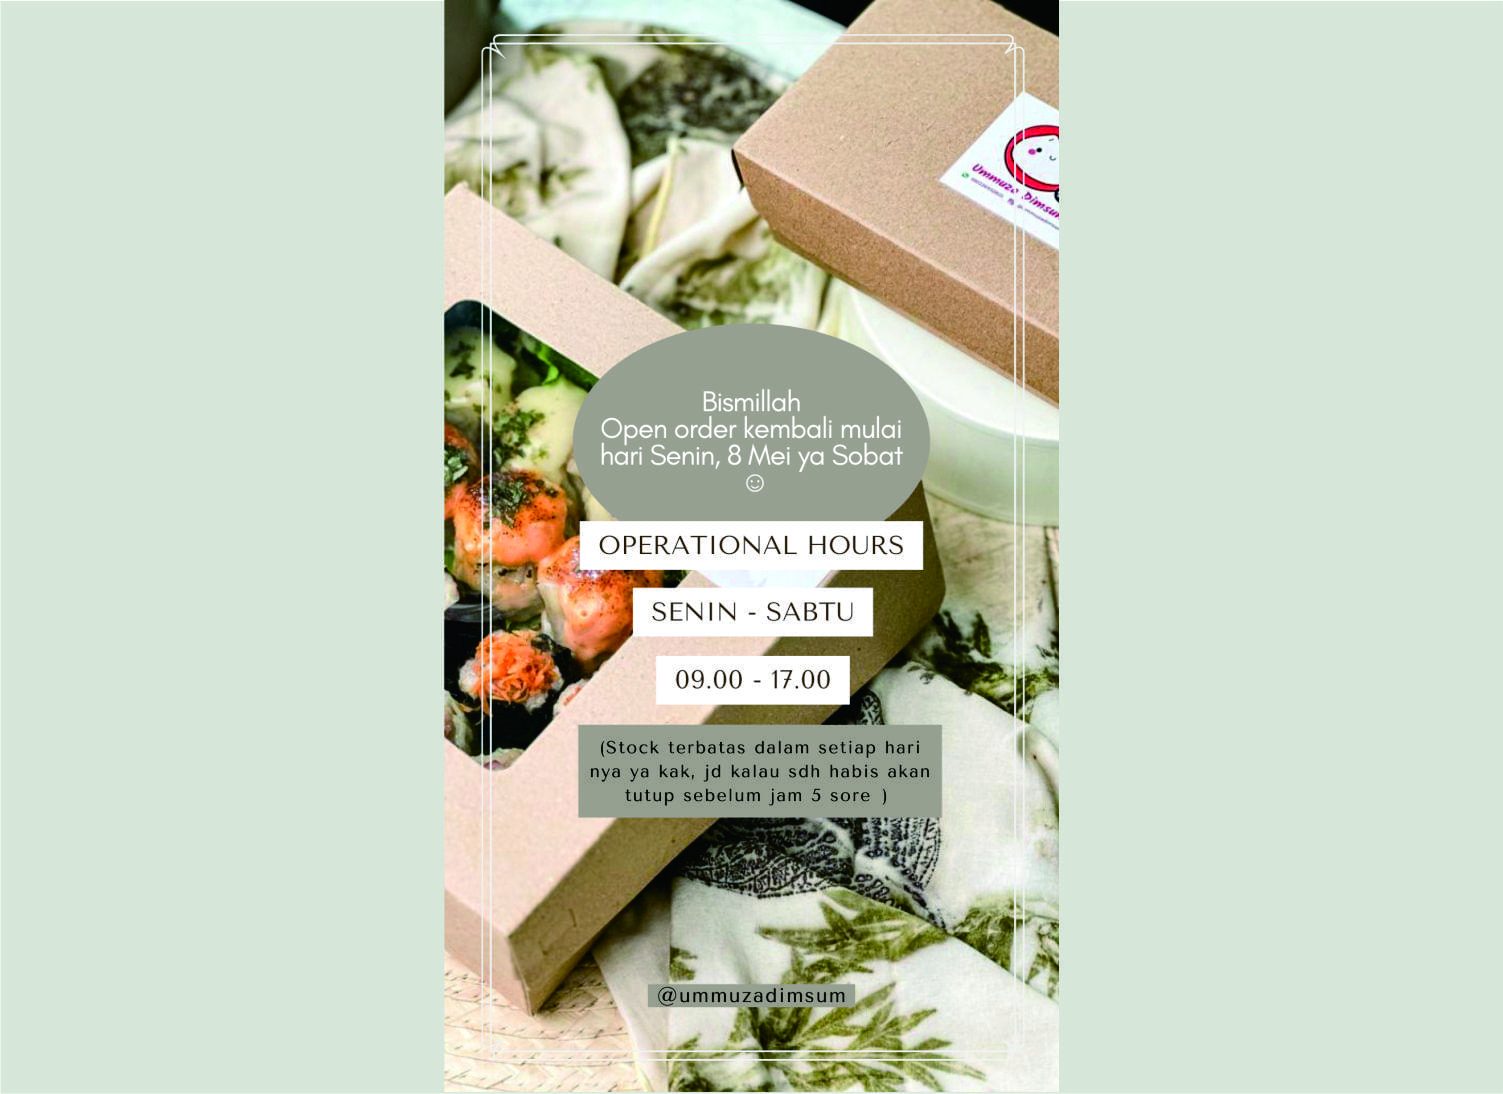 Ummuza Dimsum
Bismillah
Open order kembali mulai
hari Senin, 8 Mei ya Sobat
☺
OPERATIONAL HOURS
SENIN - SABTU
09.00 - 17.00
(Stock terbatas dalam setiap hari
nya ya kak, jd kalau sdh habis akan
tutup sebelum jam 5 sore )
@ummuzadimsum